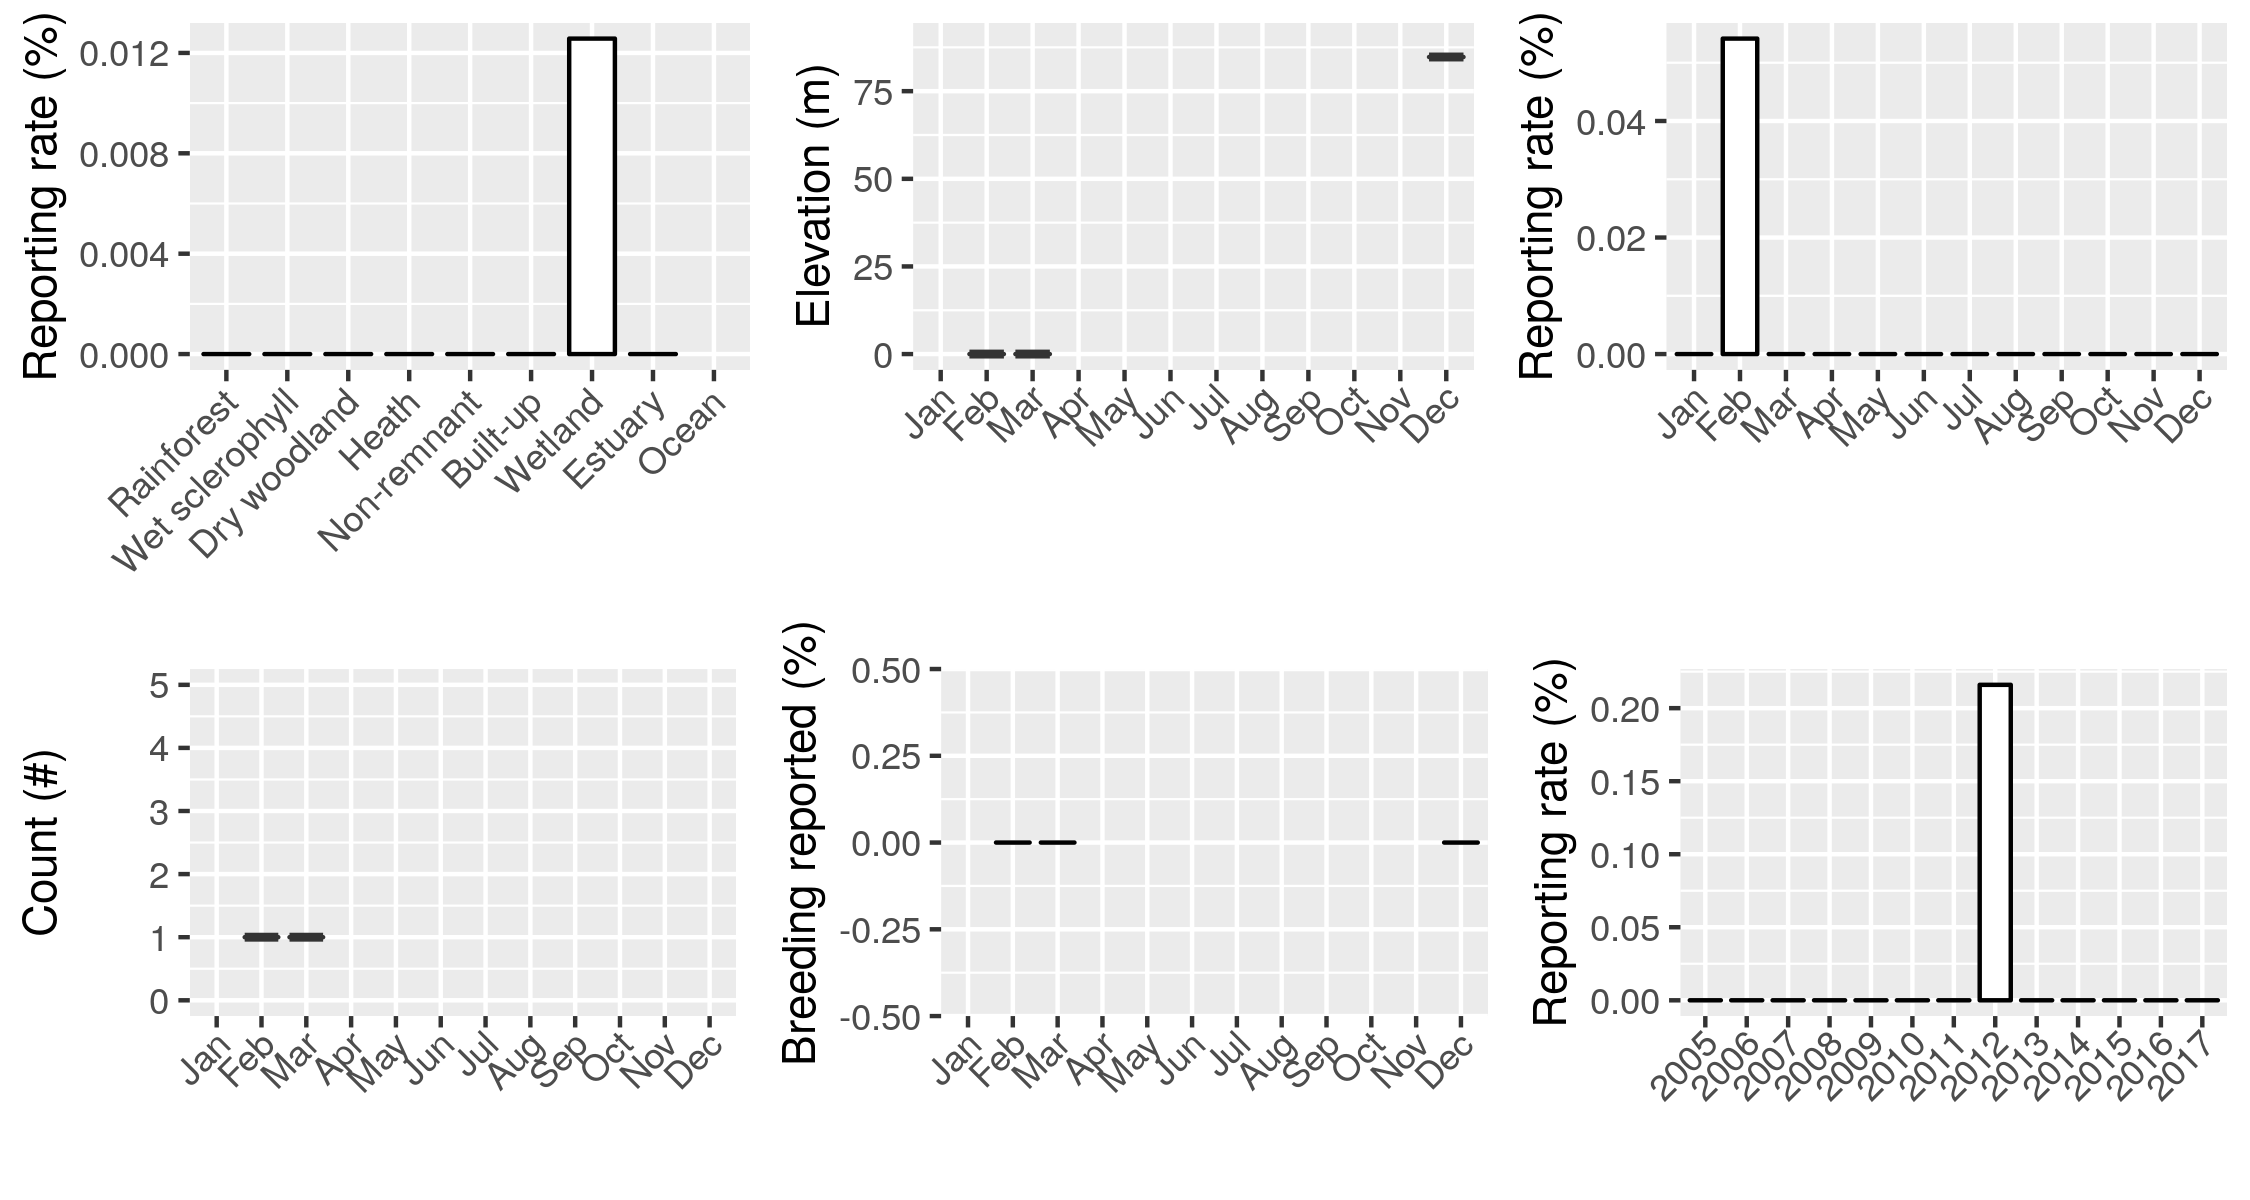 Reporting rate (%)
0.012
0.008
0.004
0.000
Rainforest
Wet sclerophyll
Dry woodland
Heath
Non-remnant
Built-up
Wetland
Estuary
Ocean
Elevation (m)
75
50
25
0
Jan
Feb
Mar
Apr
May
Jun
Jul
Aug
Sep
Oct
Nov
Dec
Reporting rate (%)
0.04
0.02
0.00
Jan
Feb
Mar
Apr
May
Jun
Jul
Aug
Sep
Oct
Nov
Dec
Count (#)
5
4
3
2
1
0
Jan
Feb
Mar
Apr
May
Jun
Jul
Aug
Sep
Oct
Nov
Dec
Breeding reported (%)
0.50
0.25
0.00
-0.25
-0.50
Jan
Feb
Mar
Apr
May
Jun
Jul
Aug
Sep
Oct
Nov
Dec
Reporting rate (%)
0.20
0.15
0.10
0.05
0.00
2005
2006
2007
2008
2009
2010
2011
2012
2013
2014
2015
2016
2017